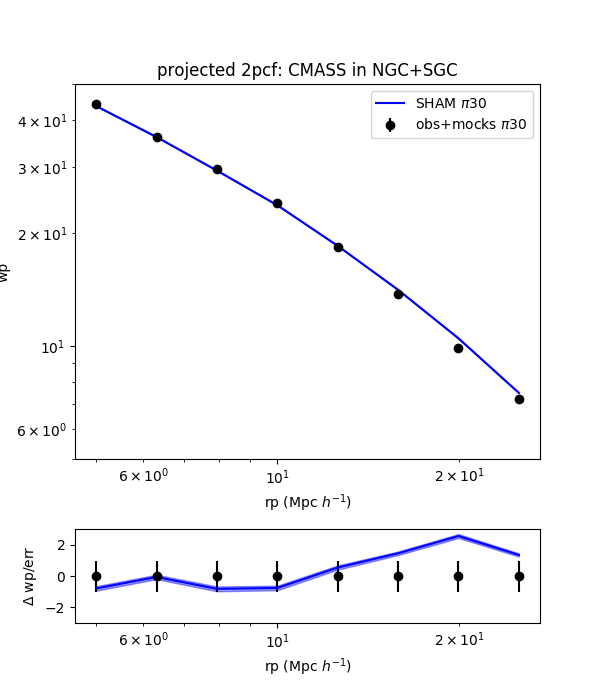 projected 2pcf: CMASS in NGC+SGC
SHAM π30
obs+mocks π30
4 × 10¹
3 × 10¹
2 × 10¹
10¹
6 × 10⁰
wp
6 × 10⁰
10¹
2 × 10¹
rp (Mpc h⁻¹)
2
0
−2
Δ wp/err
6 × 10⁰
10¹
2 × 10¹
rp (Mpc h⁻¹)